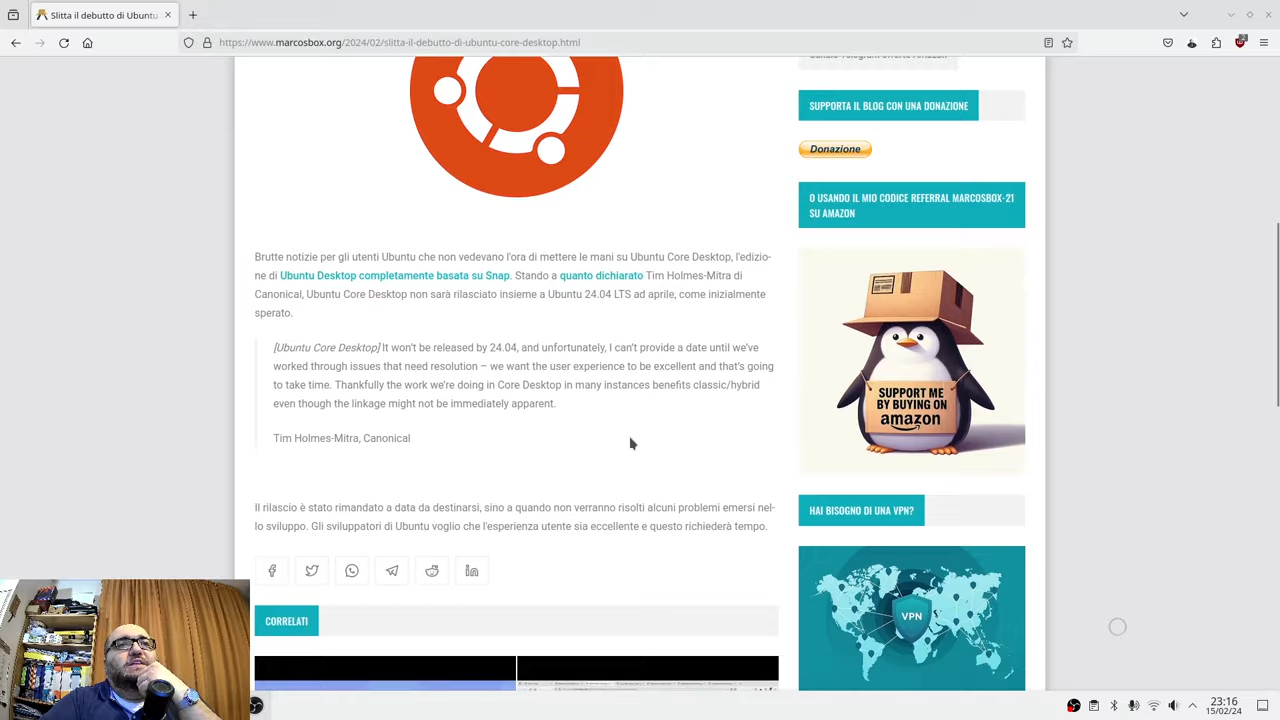 Il debutto di Ubuntu
https://www.marcosbox.org/2024/02/slitta-il-debutto-di-ubuntu-core-desktop.html
SUPPORTA IL BLOG CON UNA DONAZIONE
Donazione
O USANDO IL MIO CODICE REFERRAL MARCOSBOX-21
SU AMAZON
Brutte notizie per gli utenti Ubuntu che non vedevano l'ora di mettere le mani su Ubuntu Core Desktop, l'edizio-
ne di Ubuntu Desktop completamente basata su Snap. Stando a quanto dichiarato Tim Holmes-Mitra di
Canonical, Ubuntu Core Desktop non sarà rilasciato insieme a Ubuntu 24.04 LTS ad aprile, come inizialmente
sperato.
[Ubuntu Core Desktop] It won't be released by 24.04, and unfortunately, I can't provide a date until we've
worked through issues that need resolution – we want the user experience to be excellent and that's going
to take time. Thankfully the work we're doing in Core Desktop in many instances benefits classic/hybrid
even though the linkage might not be immediately apparent.
Tim Holmes-Mitra, Canonical
SUPPORT ME
BY BUYING ON
amazon
HAI BISOGNO DI UNA VPN?
Il rilascio è stato rimandato a data da destinarsi, sino a quando non verranno risolti alcuni problemi emersi nel-
lo sviluppo. Gli sviluppatori di Ubuntu voglio che l'esperienza utente sia eccellente e questo richiederà tempo.
VPN
CORRELATI
23:16
15/02/24